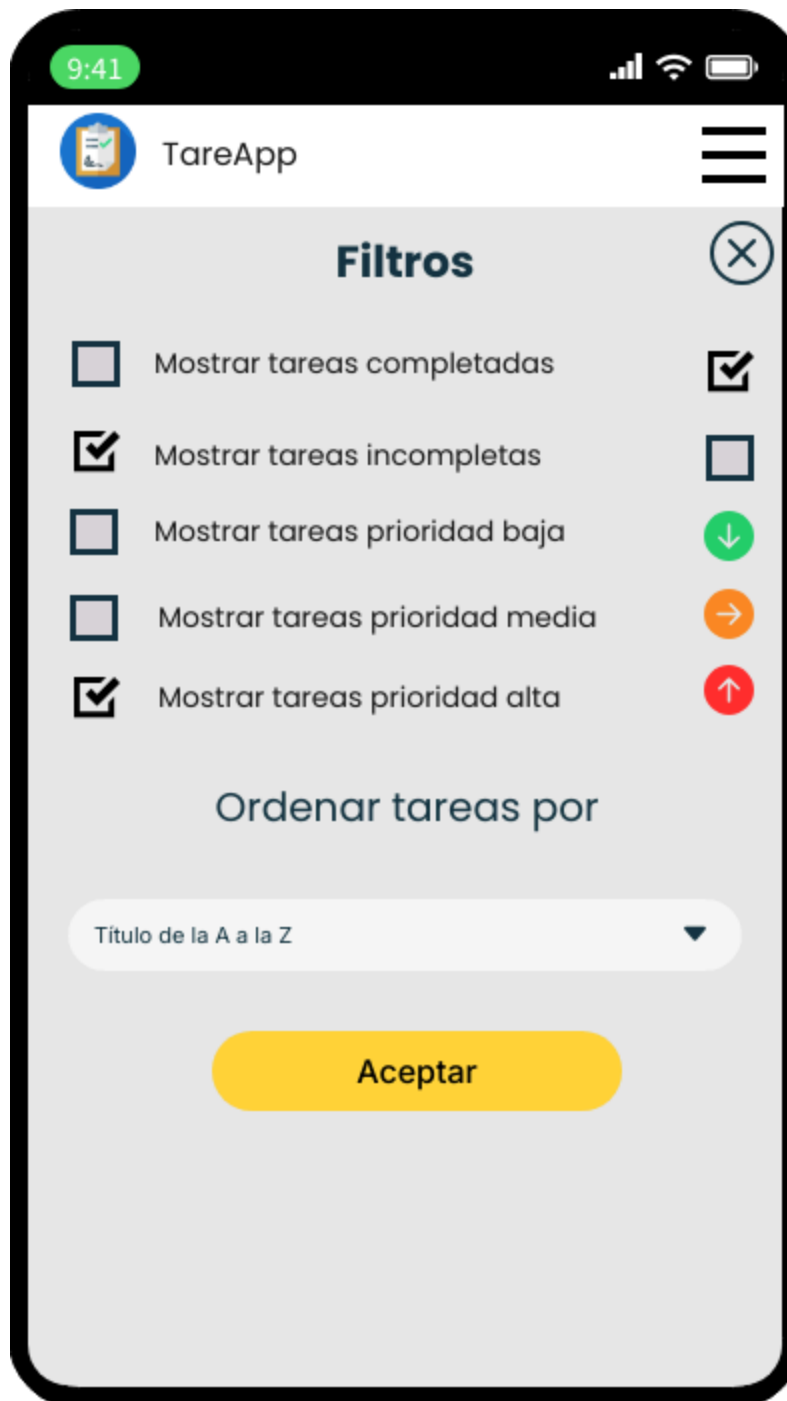 9:41
TareApp
Filtros
Mostrar tareas completadas
Mostrar tareas incompletas
Mostrar tareas prioridad baja
Mostrar tareas prioridad media
Mostrar tareas prioridad alta
Ordenar tareas por
Título de la A a la Z
Aceptar